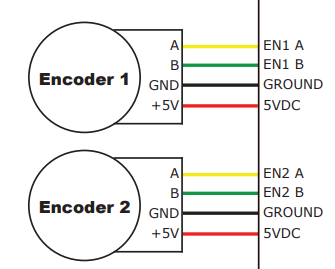 A EN1 A
B EN1 B
Encoder 1 GND GROUND
+5V 5VDC
A EN2 A
B EN2 B
Encoder 2 GND GROUND
+5V 5VDC